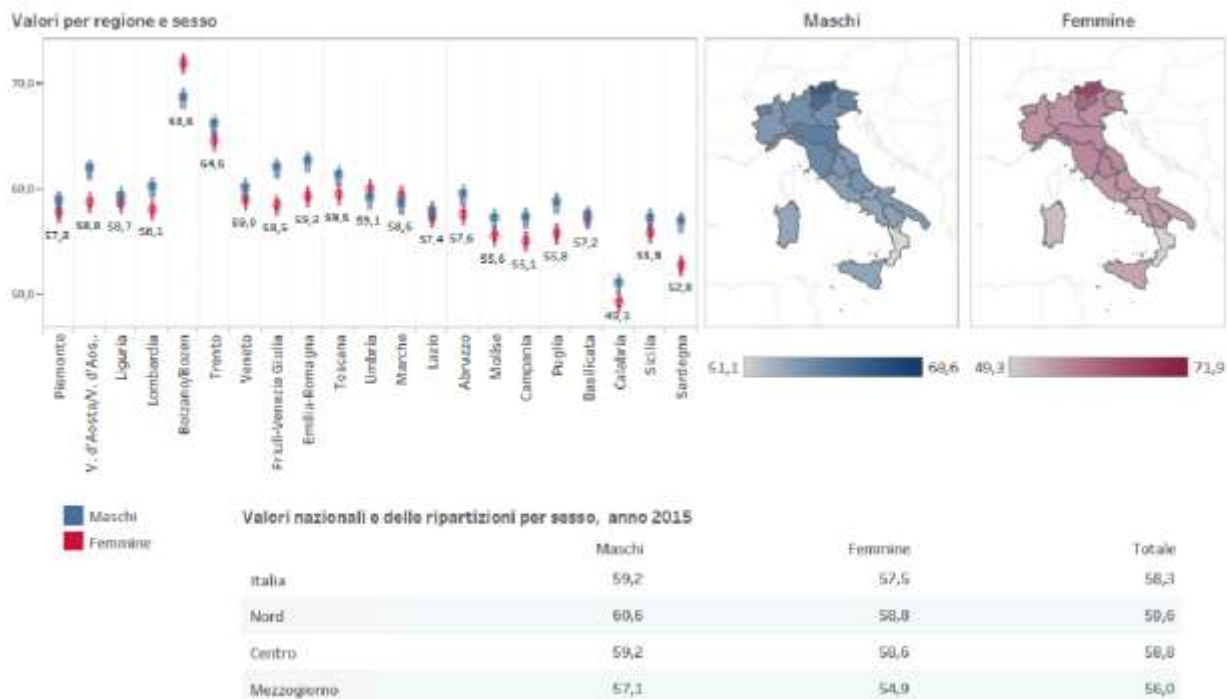 Valori per regione e sesso
Maschi
Femmine
70,0
60,0
50,0
57,8
58,8
58,7
58,1
68,6
64,6
59,0
58,5
59,2
59,5
59,1
58,6
57,4
57,6
55,6
55,1
55,8
57,2
49,3
55,8
52,8
Piemonte
V. d'Aosta/V. d'Aos..
Liguria
Lombardia
Bolzano/Bozen
Trento
Veneto
Friuli-Venezia Giulia
Emilia-Romagna
Toscana
Umbria
Marche
Lazio
Abruzzo
Molise
Campania
Puglia
Basilicata
Calabria
Sicilia
Sardegna
51,1
68,6
49,3
71,9
Maschi
Femmine
Valori nazionali e delle ripartizioni per sesso, anno 2015
Maschi Femmine Totale
Italia 59,2 57,5 58,3
Nord 60,6 58,8 59,6
Centro 59,2 58,6 58,8
Mezzogiorno 57,1 54,9 56,0